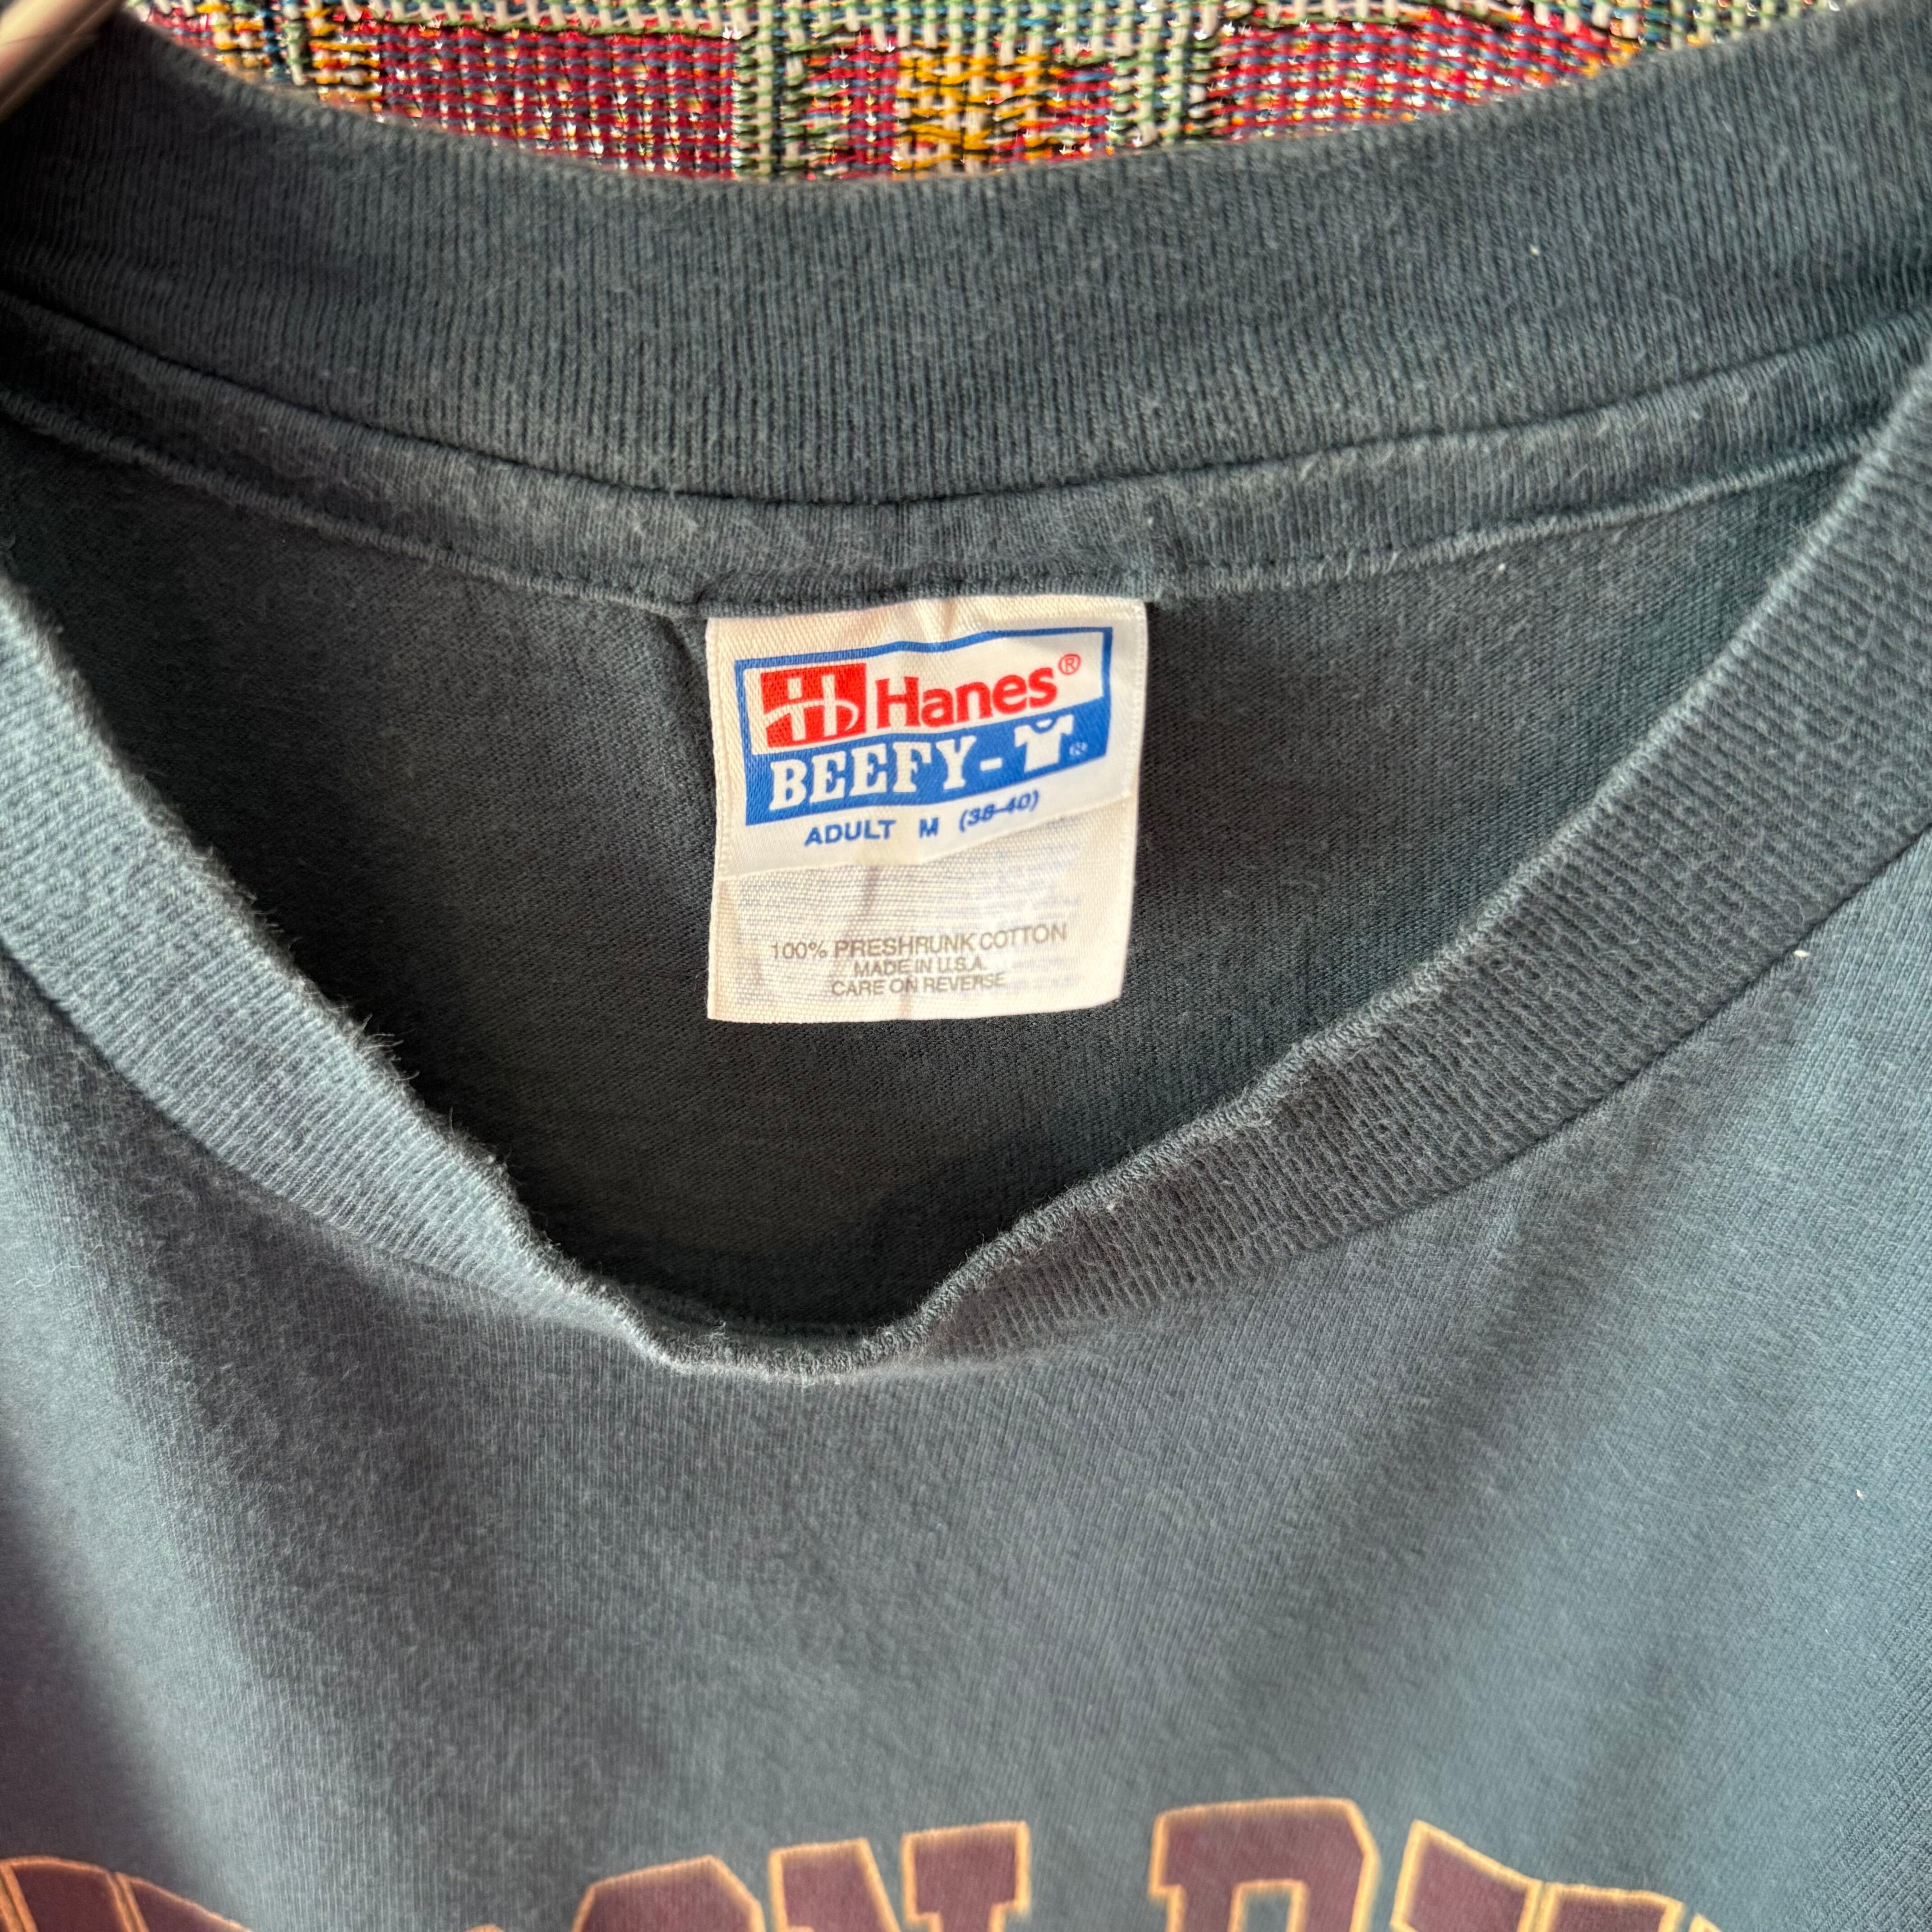 Hanes®
BEEFY-T®
ADULT M (38-40)
100% PRESHRUNK COTTON
MADE IN U.S.A.
CARE ON REVERSE